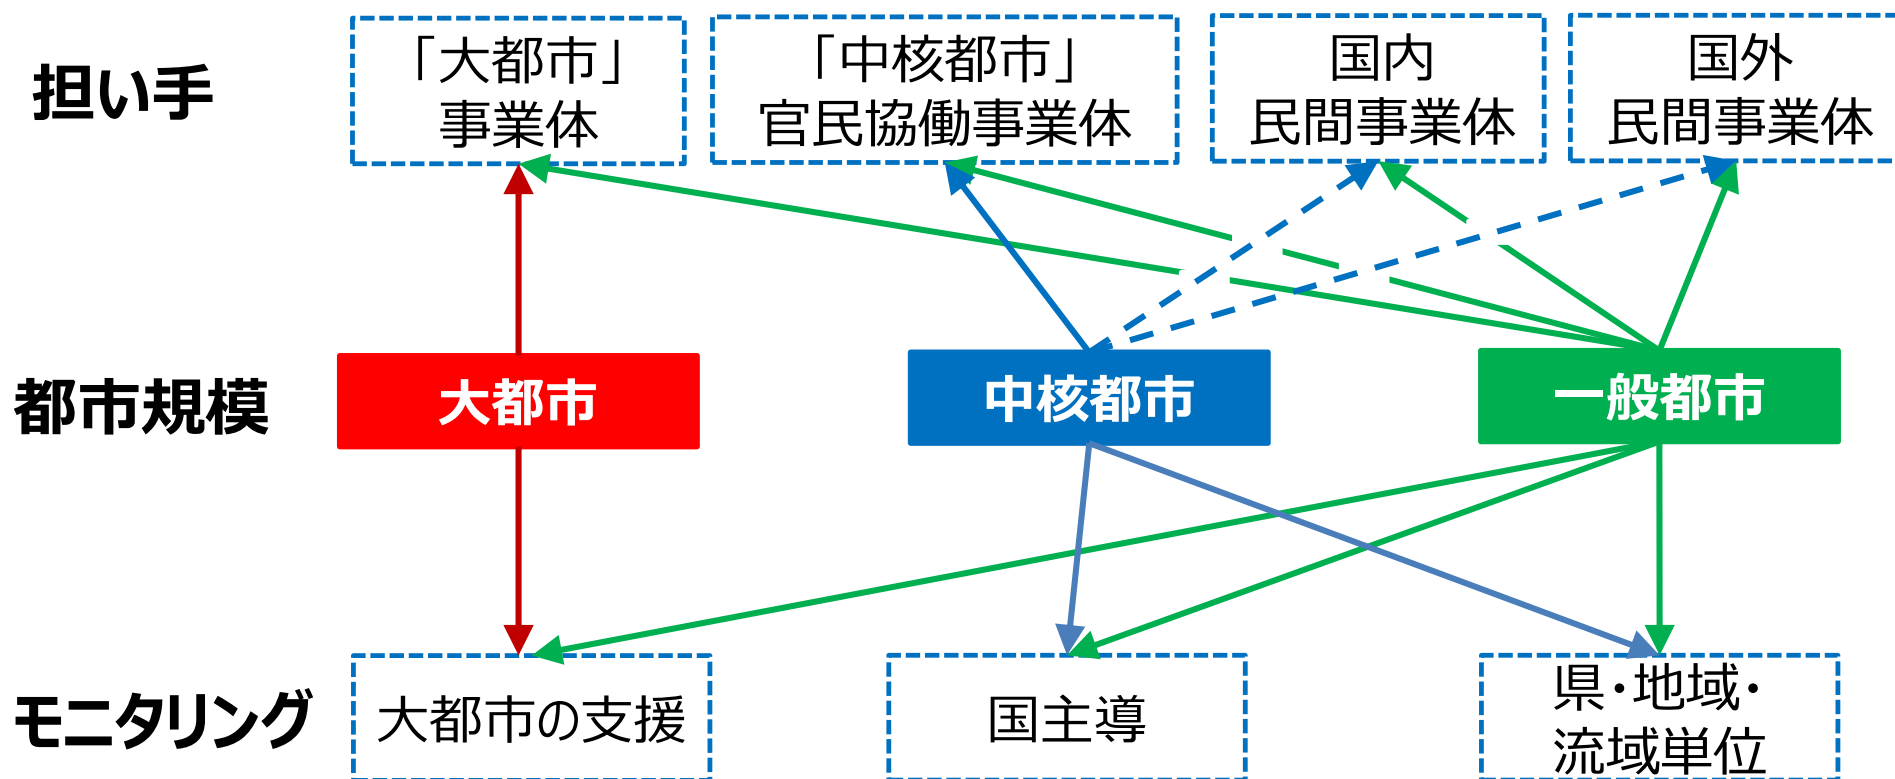 担い手
「大都市」
事業体
「中核都市」
官民協働事業体
国内
民間事業体
国外
民間事業体
都市規模
大都市
中核都市
一般都市
モニタリング
大都市の支援
国主導
県・地域・
流域単位